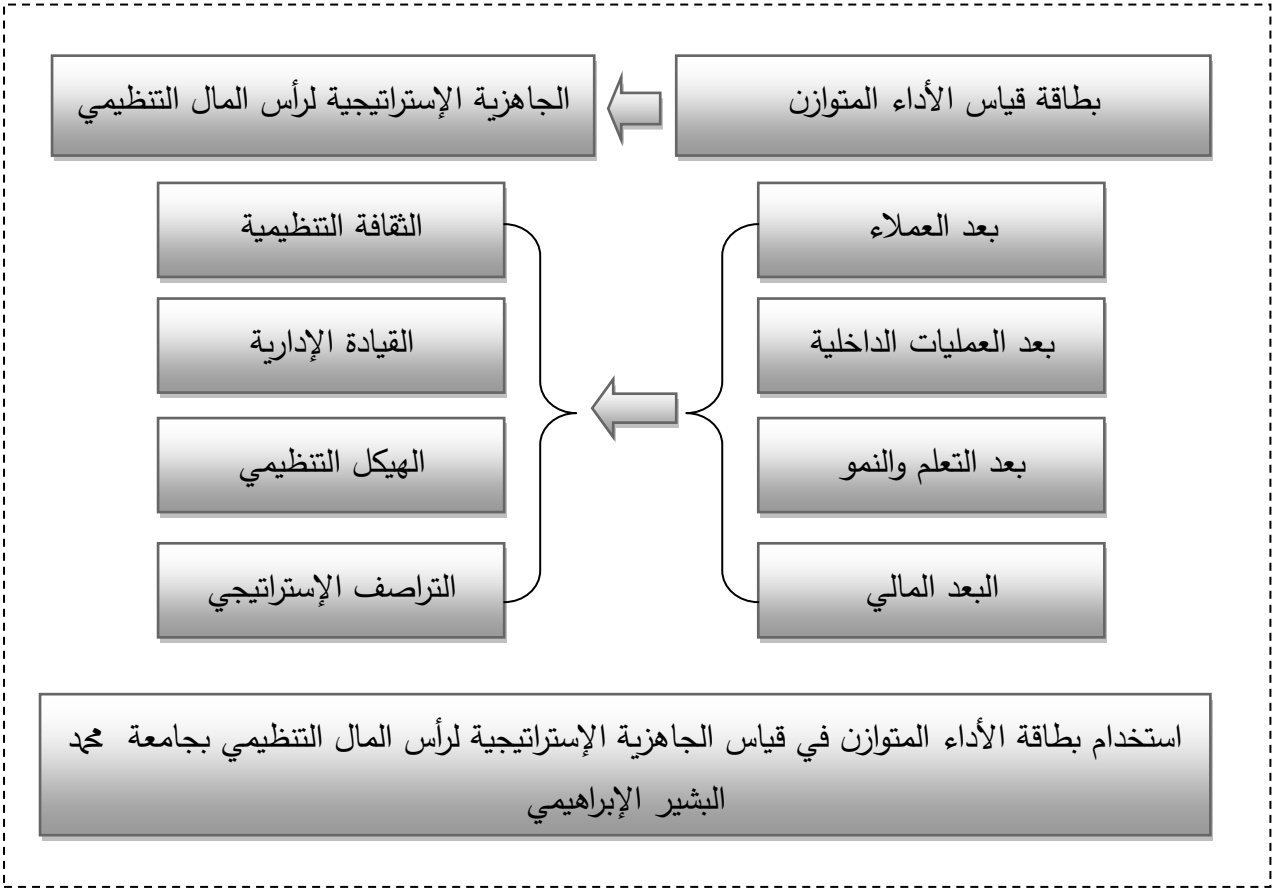 بطاقة قياس الأداء المتوازن
الجاهزية الإستراتيجية لرأس المال التنظيمي
بعد العملاء
الثقافة التنظيمية
بعد العمليات الداخلية
القيادة الإدارية
بعد التعلم والنمو
الهيكل التنظيمي
البعد المالي
التراصف الإستراتيجي
استخدام بطاقة الأداء المتوازن في قياس الجاهزية الإستراتيجية لرأس المال التنظيمي بجامعة محمد
البشير الإبراهيمي